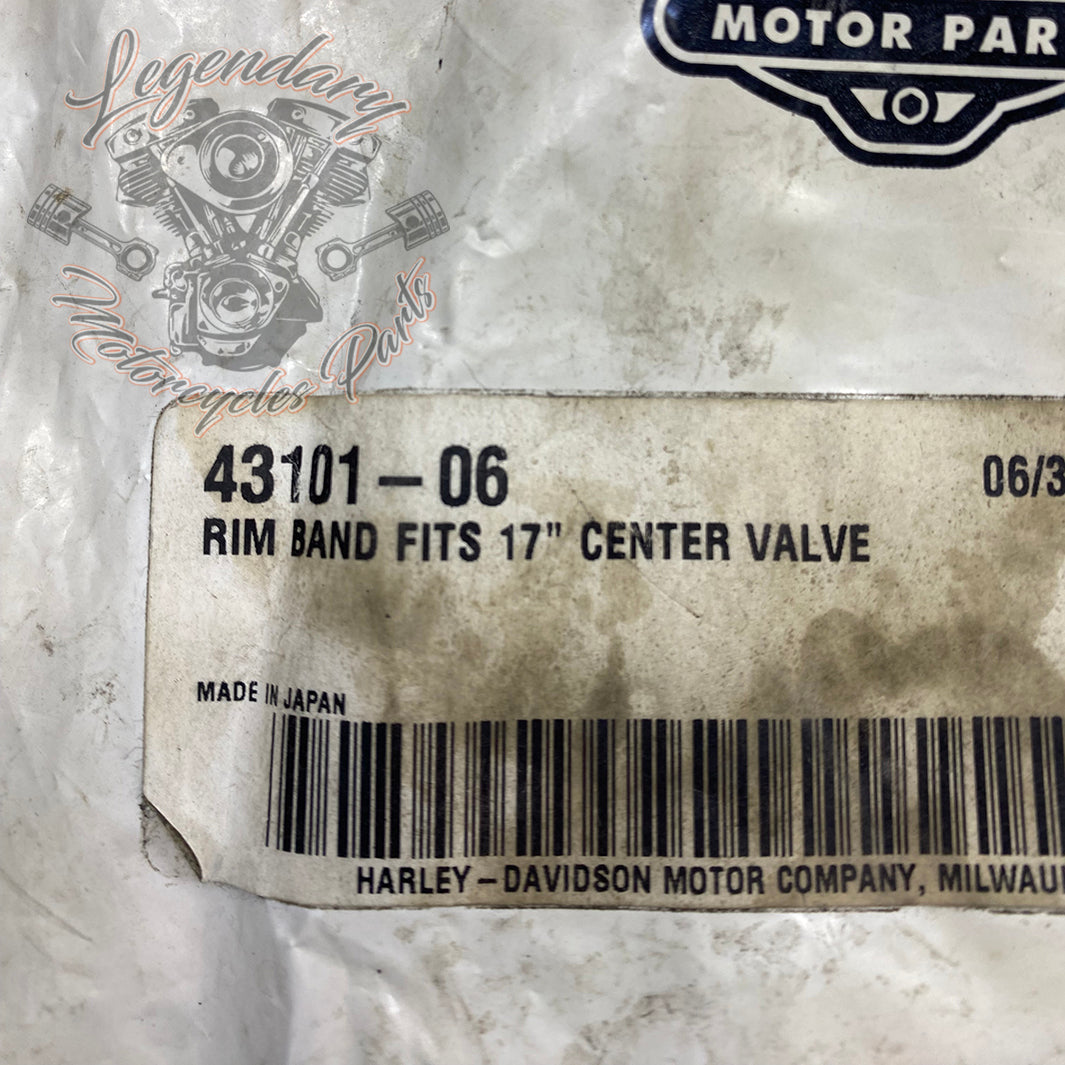 MOTOR PAR
Legendary
Motorcycles Parts
43101-06
06/3
RIM BAND FITS 17" CENTER VALVE
MADE IN JAPAN
HARLEY-DAVIDSON MOTOR COMPANY, MILWAU